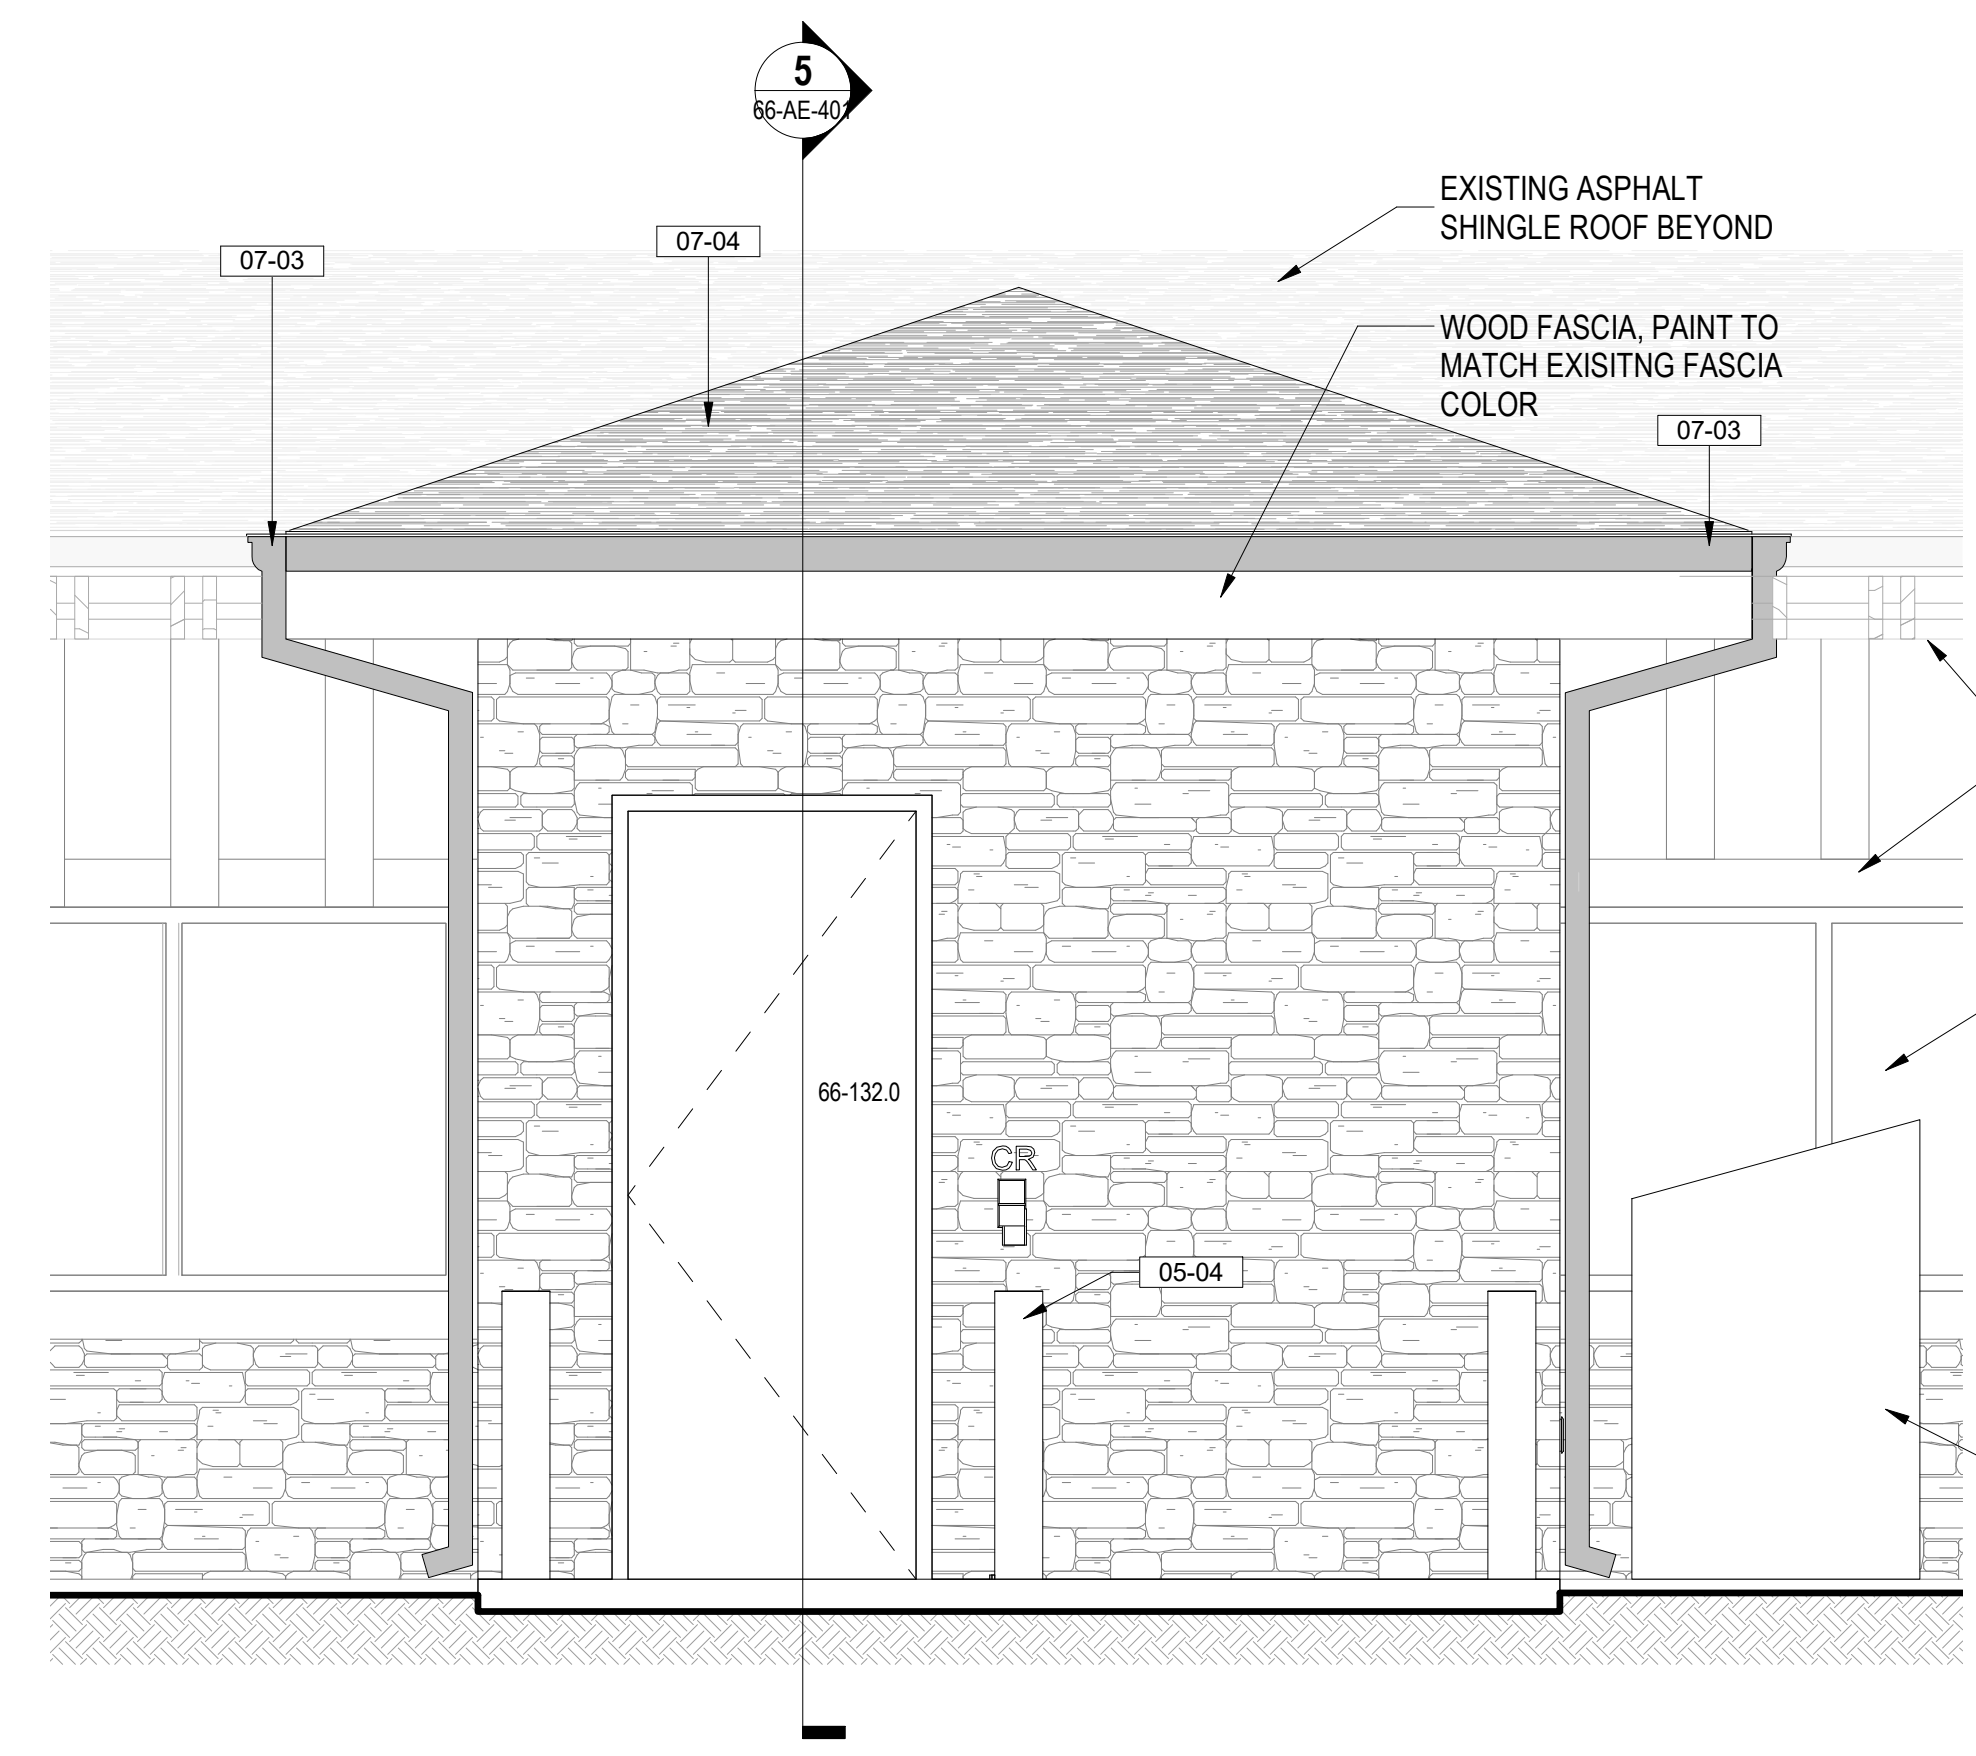 5
66-AE-401
EXISTING ASPHALT
SHINGLE ROOF BEYOND
07-04
07-03
WOOD FASCIA, PAINT TO
MATCH EXISITNG FASCIA
COLOR
07-03
66-132.0
CR
05-04